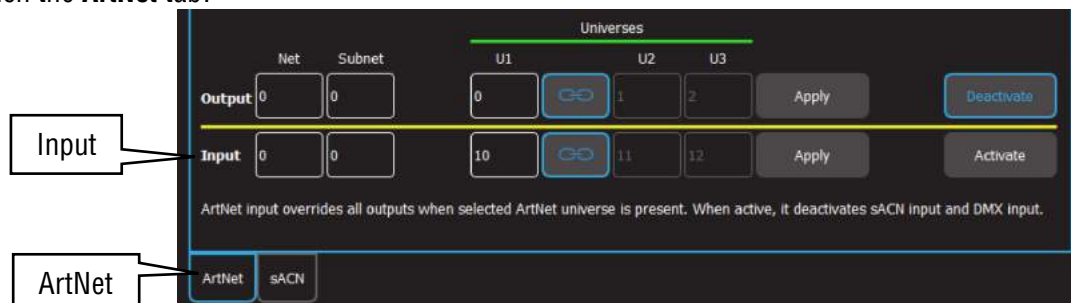 ArtNet tab.
Universes
Net Subnet U1 U2 U3
Output 0 0 0 1 2 Apply Deactivate
Input
Input 0 0 10 11 12 Apply Activate
ArtNet input overrides all outputs when selected ArtNet universe is present. When active, it deactivates sACN input and DMX input.
ArtNet
ArtNet sACN